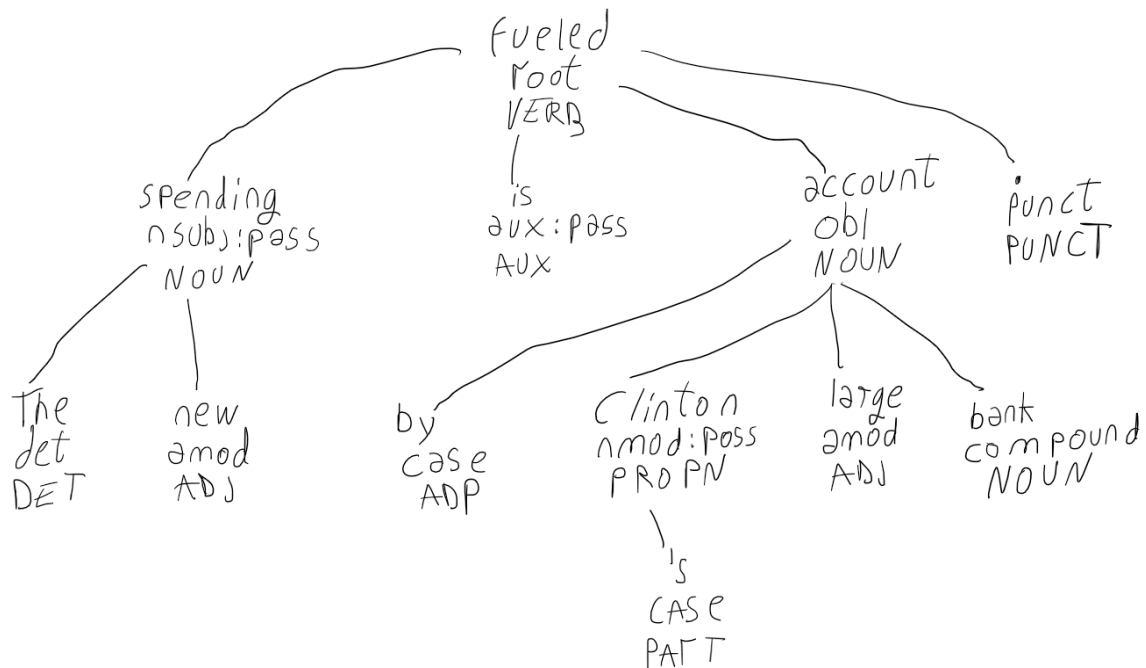 fueled
root
VERB
spending
nsubj:pass
NOUN
is
aux:pass
AUX
account
obl
NOUN
.
punct
PUNCT
The
det
DET
new
amod
ADJ
by
case
ADP
Clinton
nmod:poss
PROPN
large
amod
ADJ
bank
compound
NOUN
's
CASE
PART